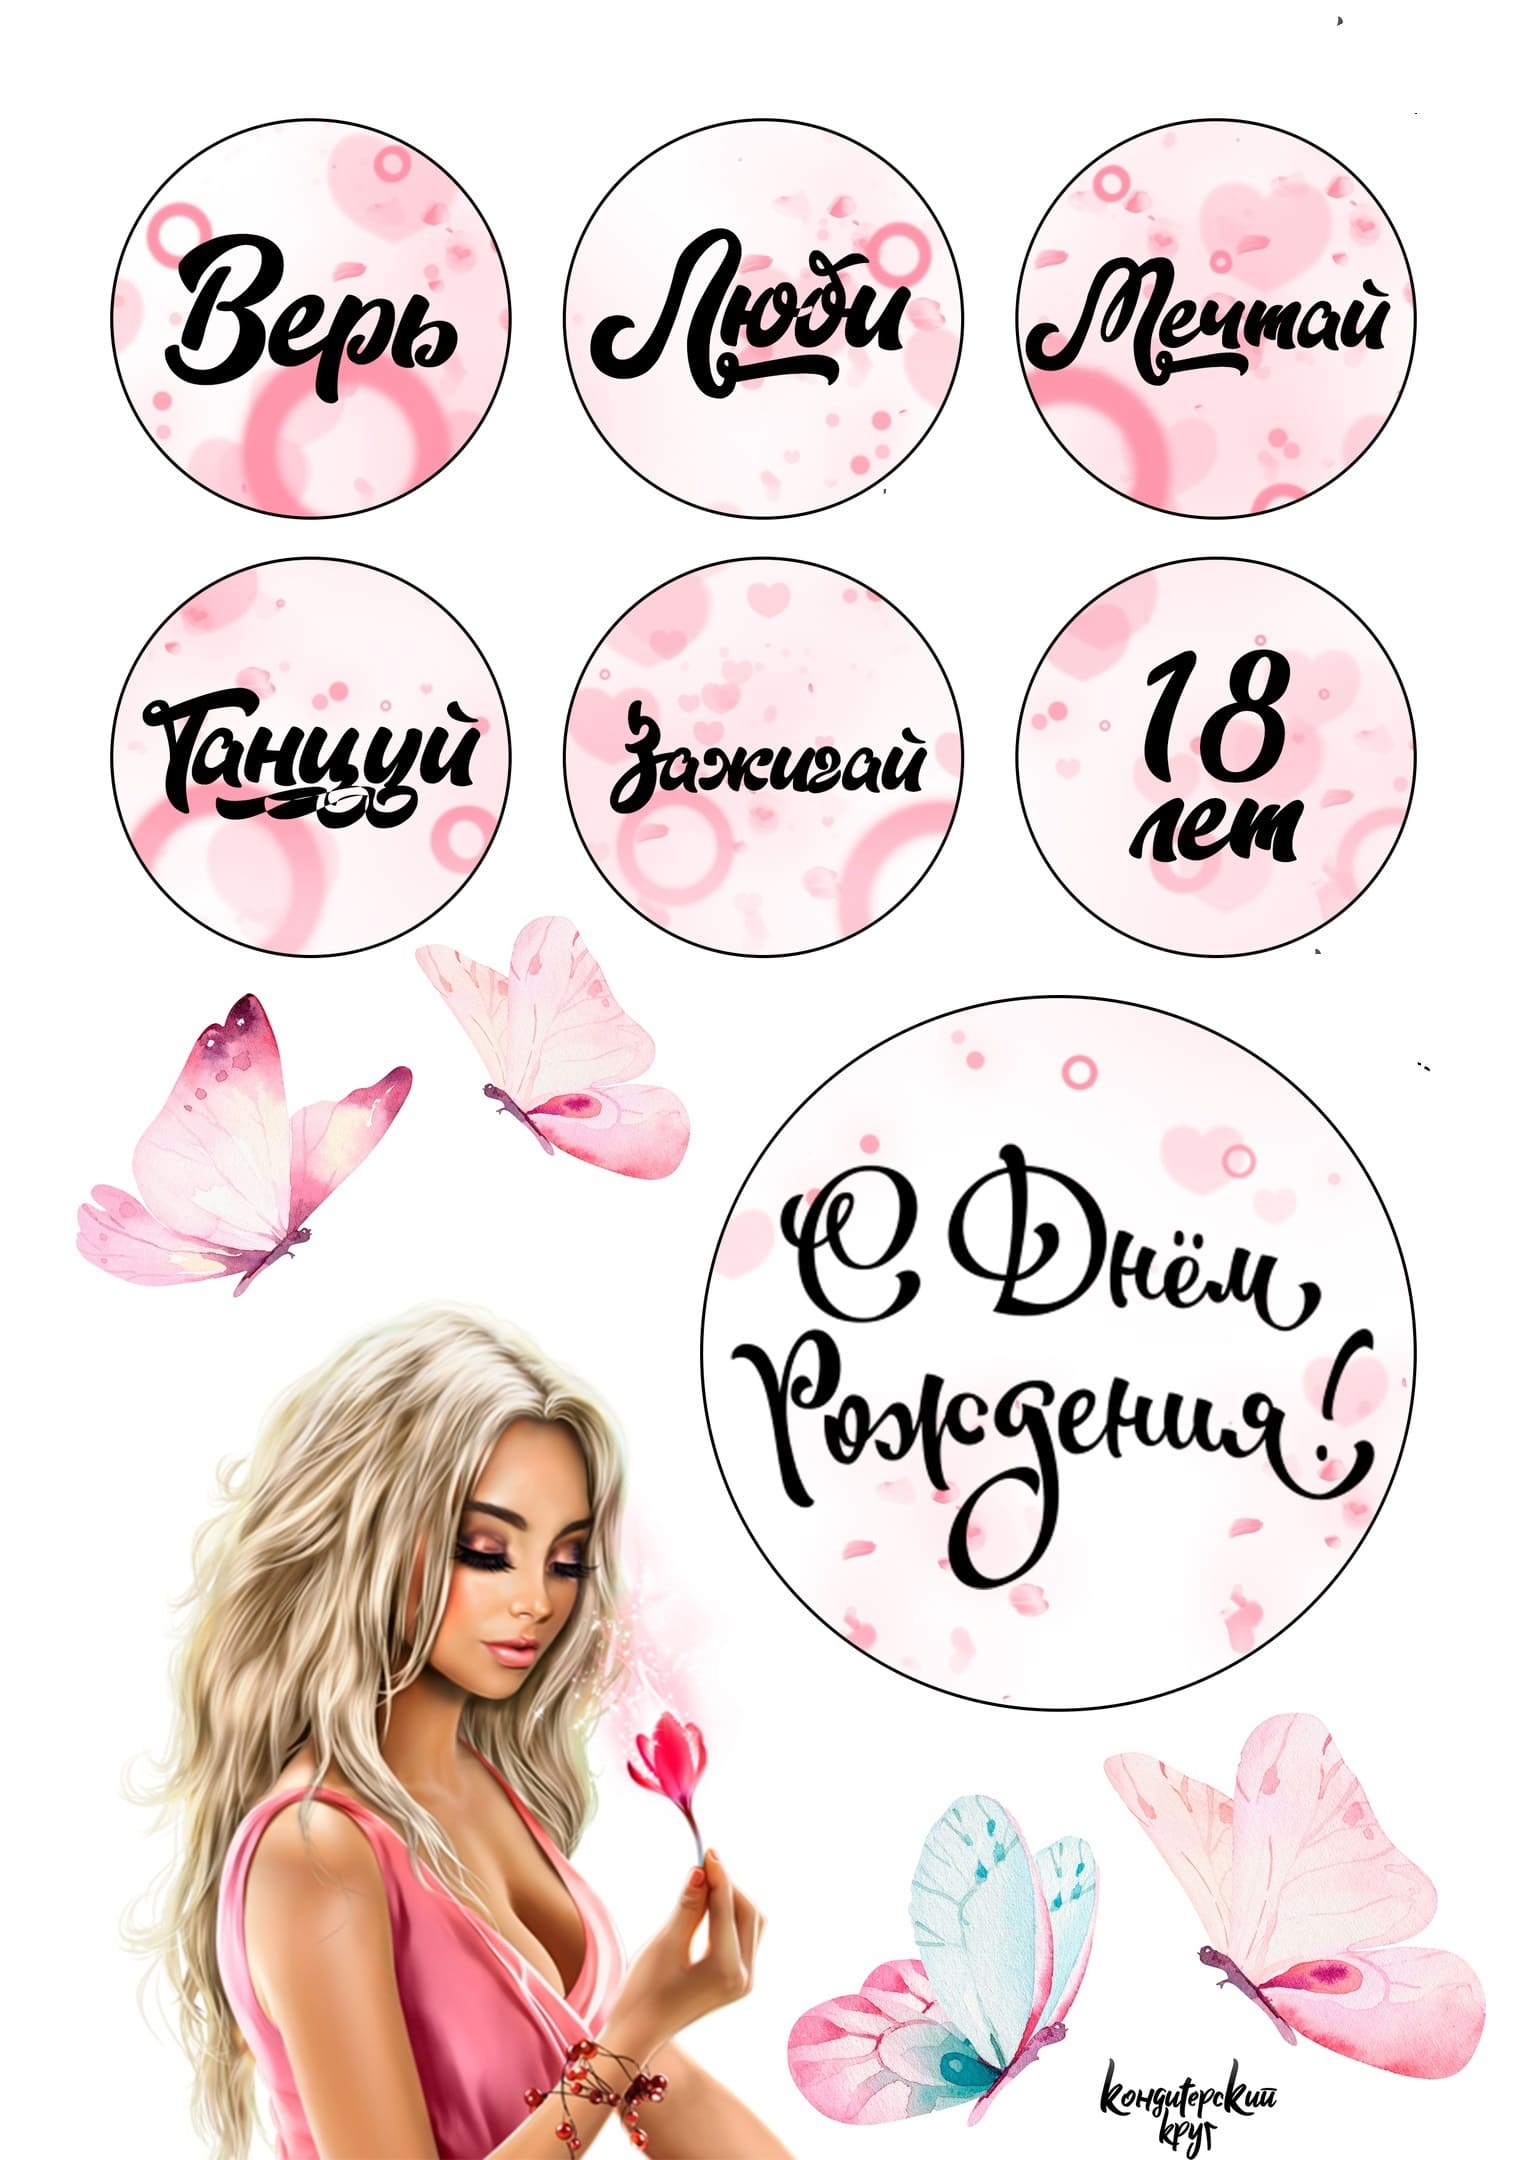 Верь
Люби
Мечтай
Танцуй
Зажигай
18
лет
С Днём
Рождения!
кондитерский
круг